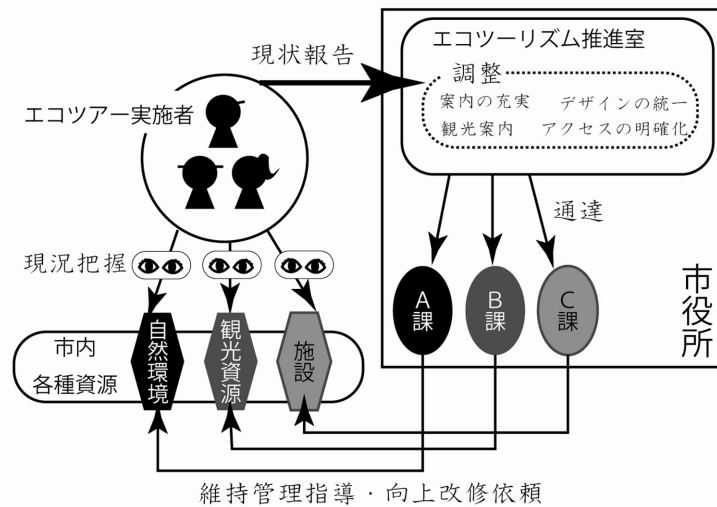 現状報告
エコツアー実施者
エコツーリズム推進室
調整
案内の充実 デザインの統一
観光案内 アクセスの明確化
通達
現況把握
A課
B課
C課
市役所
市内
各種資源
自然環境
観光資源
施設
維持管理指導・向上改修依頼